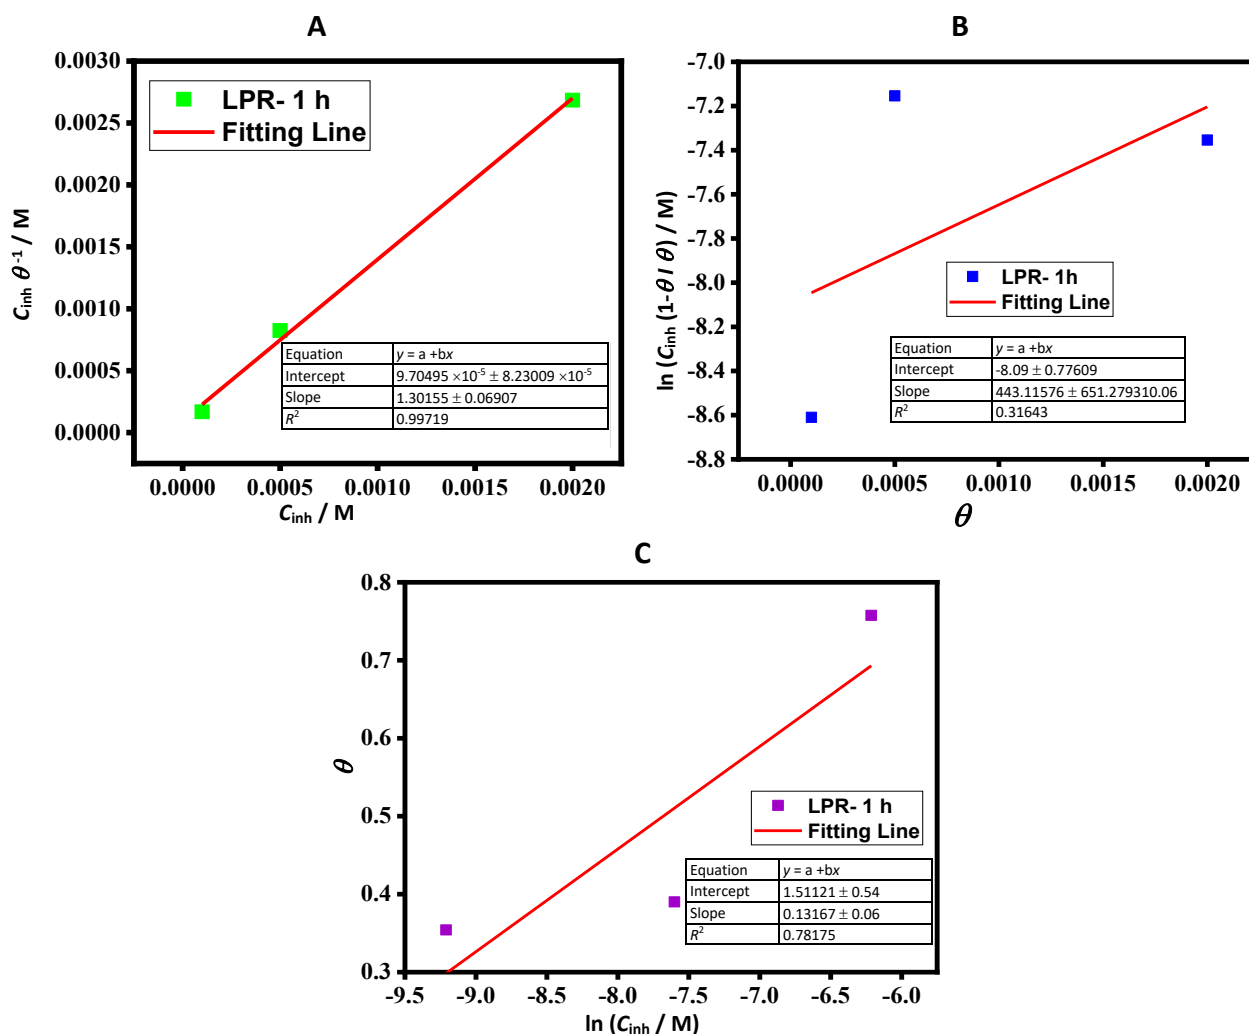 A
0.0030
0.0025
0.0020
0.0015
0.0010
0.0005
0.0000
C_inh θ^-1 / M
LPR- 1 h
Fitting Line
Equation y = a +bx
Intercept 9.70495 ×10^-5 ± 8.23009 ×10^-5
Slope 1.30155 ± 0.06907
R^2 0.99719
0.0000 0.0005 0.0010 0.0015 0.0020
C_inh / M
B
-7.0
-7.2
-7.4
-7.6
-7.8
-8.0
-8.2
-8.4
-8.6
-8.8
ln (C_inh (1-θ / θ) / M)
LPR- 1h
Fitting Line
Equation y = a +bx
Intercept -8.09 ± 0.77609
Slope 443.11576 ± 651.279310.06
R^2 0.31643
0.0000 0.0005 0.0010 0.0015 0.0020
θ
C
0.8
0.7
0.6
0.5
0.4
0.3
θ
LPR- 1 h
Fitting Line
Equation y = a +bx
Intercept 1.51121 ± 0.54
Slope 0.13167 ± 0.06
R^2 0.78175
-9.5 -9.0 -8.5 -8.0 -7.5 -7.0 -6.5 -6.0
ln (C_inh / M)